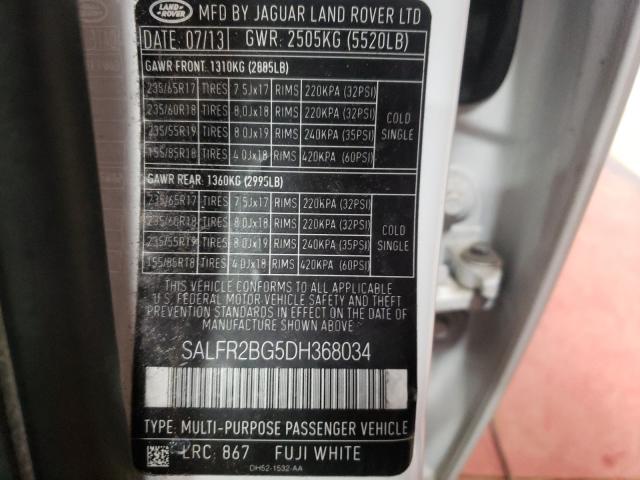 LAND ROVER MFD BY JAGUAR LAND ROVER LTD
DATE: 07/13 GWR: 2505KG (5520LB)
GAWR FRONT: 1310KG (2885LB)
235/65R17 TIRES 7.5Jx17 RIMS 220KPA (32PSI)
235/60R18 TIRES 8.0Jx18 RIMS 220KPA (32PSI) COLD
235/55R19 TIRES 8.0Jx19 RIMS 240KPA (35PSI) SINGLE
155/85R18 TIRES 4.0Jx18 RIMS 420KPA (60PSI)
GAWR REAR: 1360KG (2995LB)
235/65R17 TIRES 7.5Jx17 RIMS 220KPA (32PSI)
235/60R18 TIRES 8.0Jx18 RIMS 220KPA (32PSI) COLD
235/55R19 TIRES 8.0Jx19 RIMS 240KPA (35PSI) SINGLE
155/85R18 TIRES 4.0Jx18 RIMS 420KPA (60PSI)
THIS VEHICLE CONFORMS TO ALL APPLICABLE
U.S. FEDERAL MOTOR VEHICLE SAFETY AND THEFT
PREVENTION STANDARDS IN EFFECT ON THE DATE OF
MANUFACTURE SHOWN ABOVE.
SALFR2BG5DH368034
TYPE: MULTI-PURPOSE PASSENGER VEHICLE
LRC: 867 FUJI WHITE
DH52-1532-AA